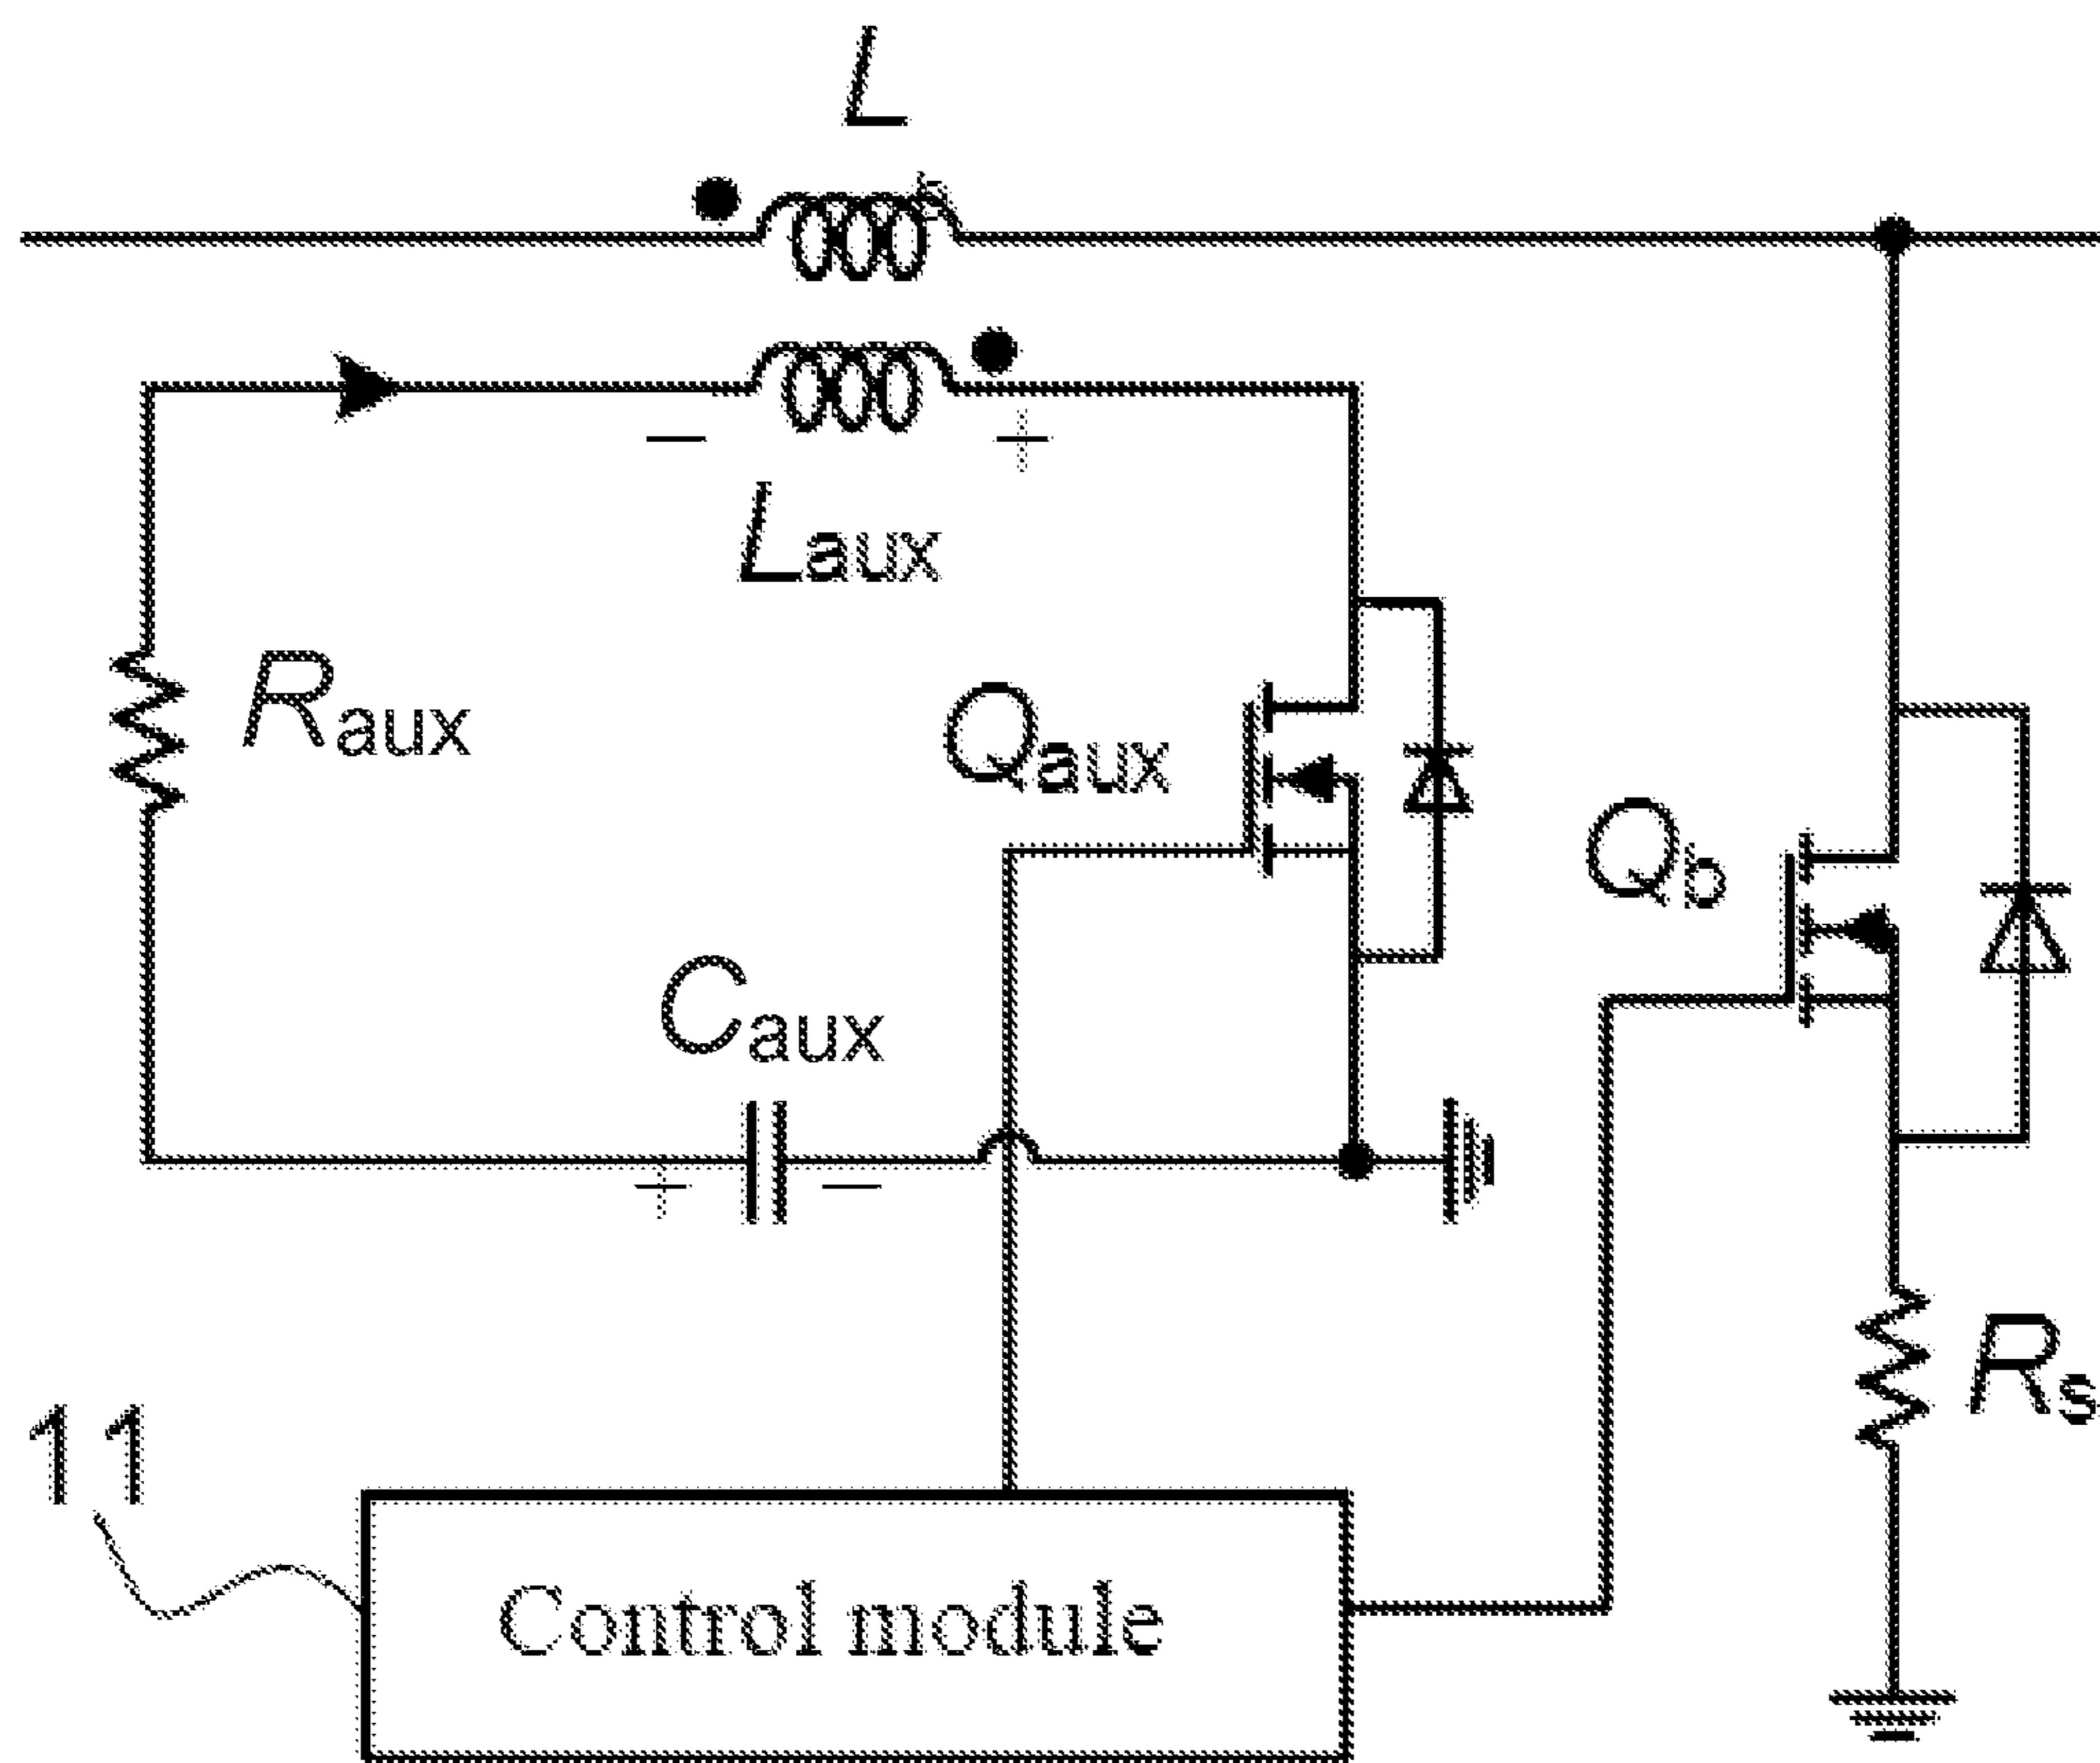 L
b
− +
Laux
Raux
Qaux
Qb
Caux
+ −
Rs
11
Control module